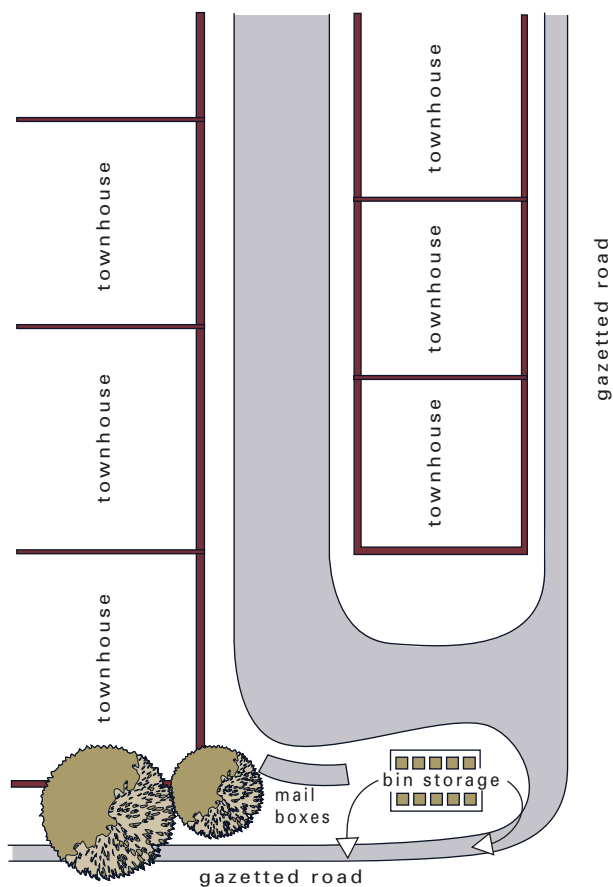 townhouse
townhouse
townhouse
townhouse
townhouse
townhouse
gazetted road
bin storage
mail
boxes
gazetted road